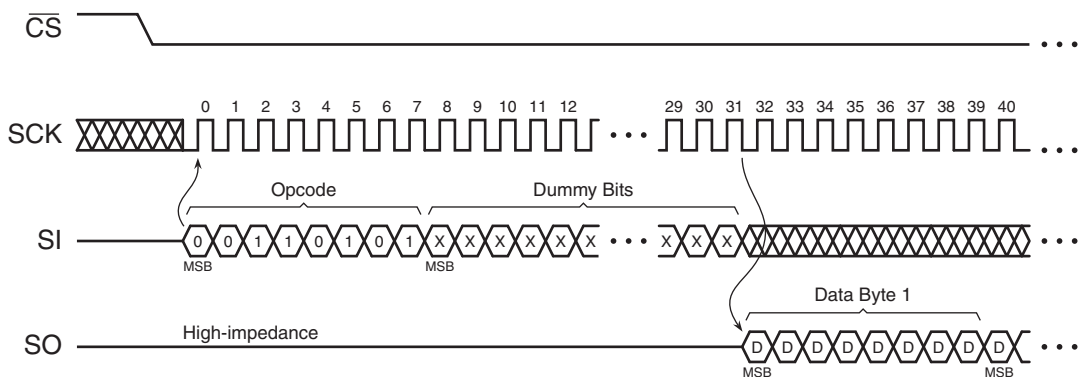 CS
0 1 2 3 4 5 6 7 8 9 10 11 12 29 30 31 32 33 34 35 36 37 38 39 40
SCK
Opcode Dummy Bits
SI 0 0 1 1 0 1 0 1 X X X X X X X X X
MSB MSB
Data Byte 1
High-impedance
SO D D D D D D D D D
MSB MSB